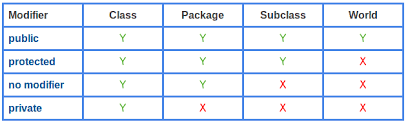 Modifier Class Package Subclass World
public Y Y Y Y
protected Y Y Y X
no modifier Y Y X X
private Y X X X